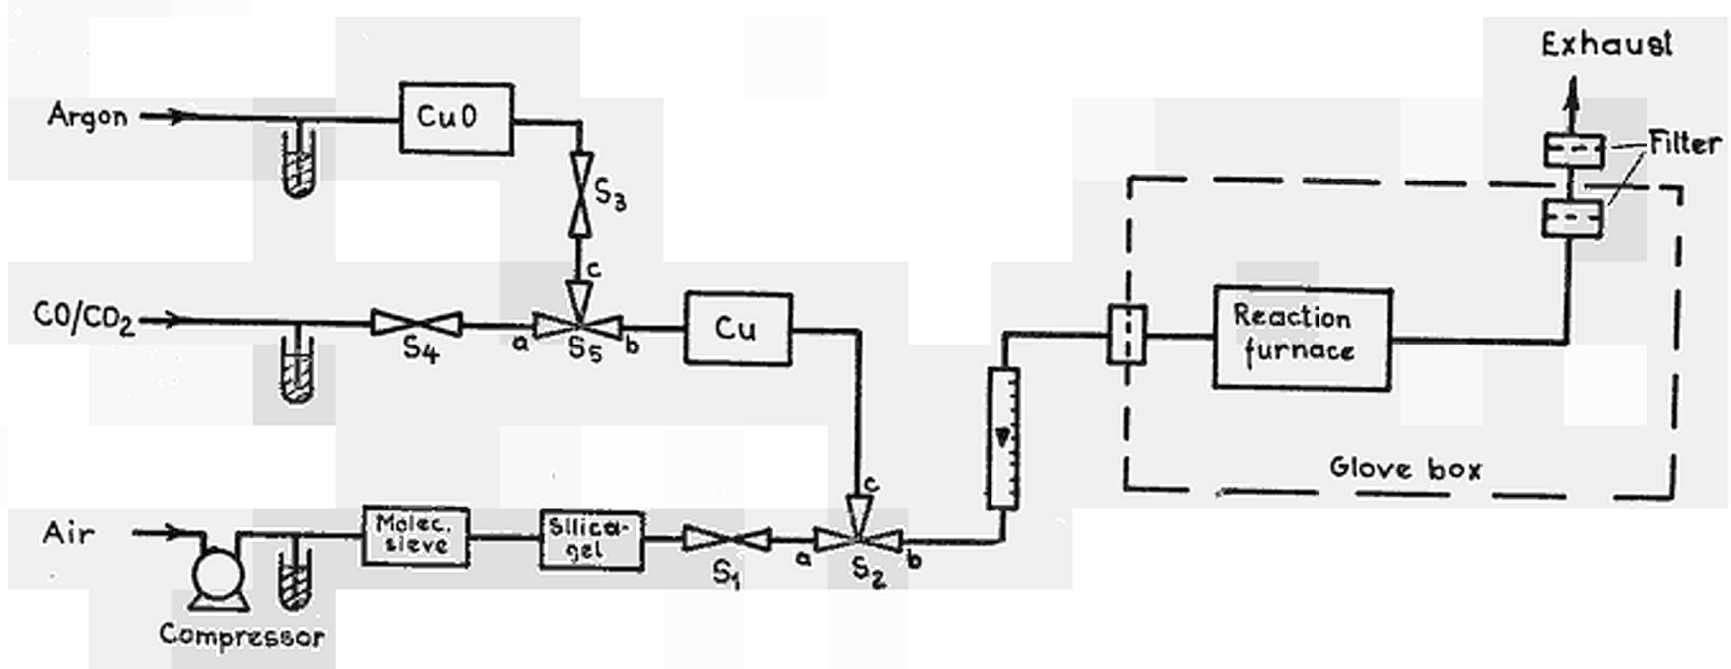 Exhaust
Argon
CuO
Filter
S3
c
CO/CO2
S4
a
S5
b
Cu
Reaction
furnace
Glove box
c
Air
Molec.
sieve
Silica-
gel
S1
a
S2
b
Compressor